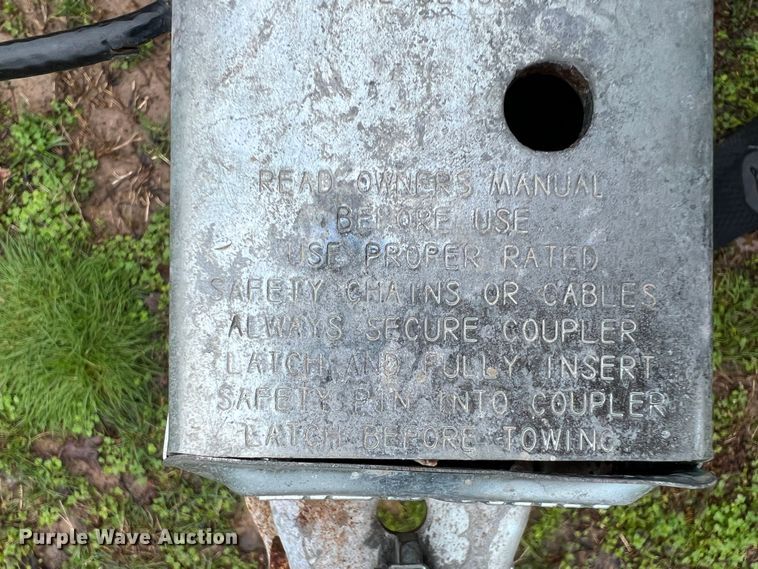 READ OWNERS MANUAL
BEFORE USE
USE PROPER RATED
SAFETY CHAINS OR CABLES
ALWAYS SECURE COUPLER
LATCH AND FULLY INSERT
SAFETY PIN INTO COUPLER
LATCH BEFORE TOWING
Purple Wave Auction